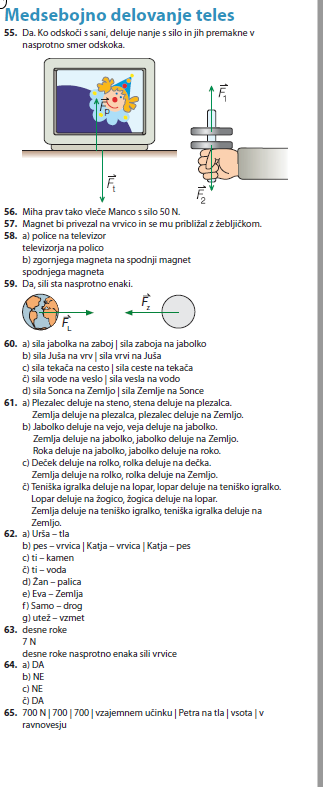 Medsebojno delovanje teles
55. Da. Ko odskoči s sani, deluje nanje s silo in jih premakne v
nasprotno smer odskoka.
Fp
Ft
F1
F2
56. Miha prav tako vleče Manco s silo 50 N.
57. Magnet bi privezal na vrvico in se mu približal z žebljičkom.
58. a) police na televizor
televizorja na polico
b) zgornjega magneta na spodnji magnet
spodnjega magneta
59. Da, sili sta nasprotno enaki.
FL
Fz
60. a) sila jabolka na zaboj | sila zaboja na jabolko
b) sila Juša na vrv | sila vrvi na Juša
c) sila tekača na cesto | sila ceste na tekača
č) sila vode na veslo | sila vesla na vodo
d) sila Sonca na Zemljo | sila Zemlje na Sonce
61. a) Plezalec deluje na steno, stena deluje na plezalca.
Zemlja deluje na plezalca, plezalec deluje na Zemljo.
b) Jabolko deluje na vejo, veja deluje na jabolko.
Zemlja deluje na jabolko, jabolko deluje na Zemljo.
Roka deluje na jabolko, jabolko deluje na roko.
c) Deček deluje na rolko, rolka deluje na dečka.
Zemlja deluje na rolko, rolka deluje na Zemljo.
č) Teniška igralka deluje na lopar, lopar deluje na teniško igralko.
Lopar deluje na žogico, žogica deluje na lopar.
Zemlja deluje na teniško igralko, teniška igralka deluje na
Zemljo.
62. a) Urša – tla
b) pes – vrvica | Katja – vrvica | Katja – pes
c) ti – kamen
č) ti – voda
d) Žan – palica
e) Eva – Zemlja
f) Samo – drog
g) utež – vzmet
63. desne roke
7 N
desne roke nasprotno enaka sili vrvice
64. a) DA
b) NE
c) NE
č) DA
65. 700 N | 700 | 700 | vzajemnem učinku | Petra na tla | vsota | v
ravnovesju